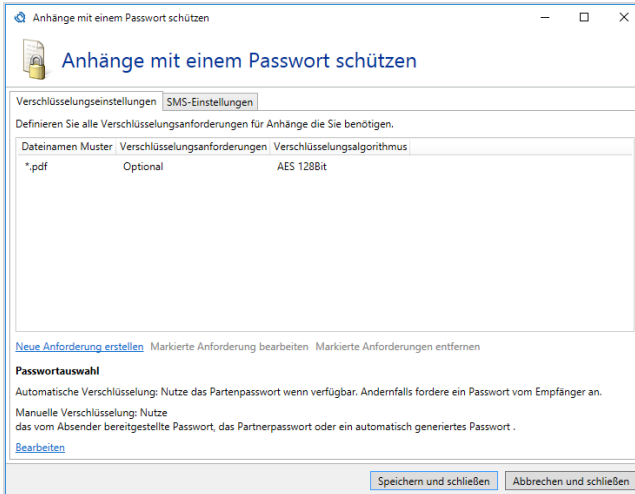 Anhänge mit einem Passwort schützen
Anhänge mit einem Passwort schützen
Verschlüsselungseinstellungen SMS-Einstellungen
Definieren Sie alle Verschlüsselungsanforderungen für Anhänge die Sie benötigen.
Dateinamen Muster Verschlüsselungsanforderungen Verschlüsselungsalgorithmus
*.pdf Optional AES 128Bit
Neue Anforderung erstellen Markierte Anforderung bearbeiten Markierte Anforderungen entfernen
Passwortauswahl
Automatische Verschlüsselung: Nutze das Partenpasswort wenn verfügbar. Andernfalls fordere ein Passwort vom Empfänger an.
Manuelle Verschlüsselung: Nutze
das vom Absender bereitgestellte Passwort, das Partnerpasswort oder ein automatisch generiertes Passwort .
Bearbeiten
Speichern und schließen Abbrechen und schließen